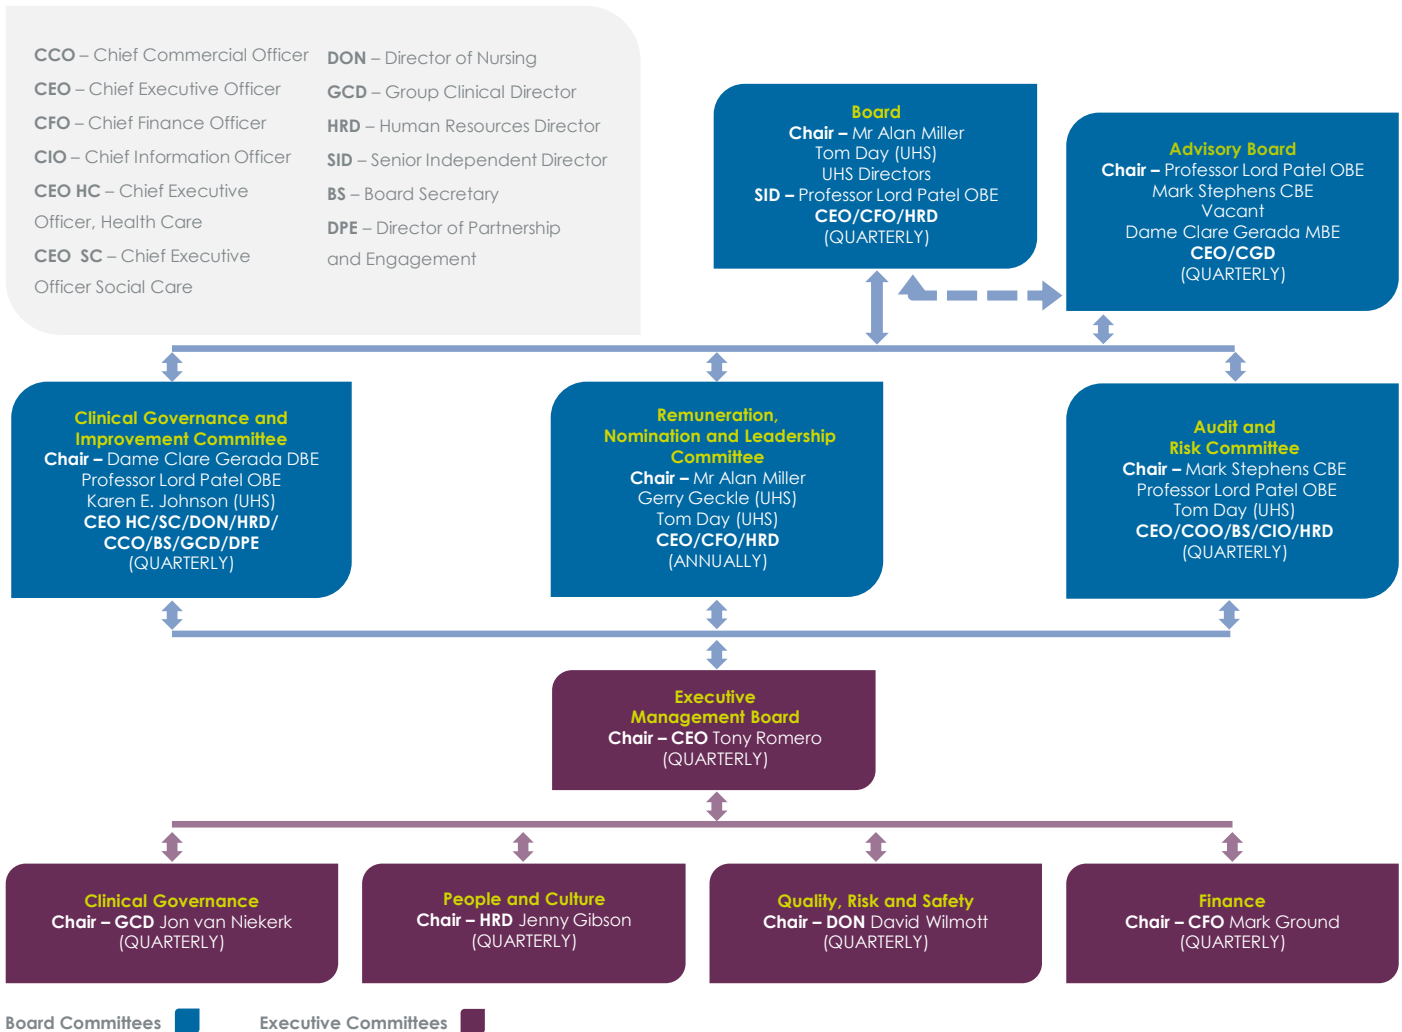 CCO – Chief Commercial Officer
CEO – Chief Executive Officer
CFO – Chief Finance Officer
CIO – Chief Information Officer
CEO HC – Chief Executive
Officer, Health Care
CEO SC – Chief Executive
Officer Social Care
DON – Director of Nursing
GCD – Group Clinical Director
HRD – Human Resources Director
SID – Senior Independent Director
BS – Board Secretary
DPE – Director of Partnership
and Engagement
Board
Chair – Mr Alan Miller
Tom Day (UHS)
UHS Directors
SID – Professor Lord Patel OBE
CEO/CFO/HRD
(QUARTERLY)
Advisory Board
Chair – Professor Lord Patel OBE
Mark Stephens CBE
Vacant
Dame Clare Gerada MBE
CEO/CGD
(QUARTERLY)
Clinical Governance and
Improvement Committee
Chair – Dame Clare Gerada DBE
Professor Lord Patel OBE
Karen E. Johnson (UHS)
CEO HC/SC/DON/HRD/
CCO/BS/GCD/DPE
(QUARTERLY)
Remuneration,
Nomination and Leadership
Committee
Chair – Mr Alan Miller
Gerry Geckle (UHS)
Tom Day (UHS)
CEO/CFO/HRD
(ANNUALLY)
Audit and
Risk Committee
Chair – Mark Stephens CBE
Professor Lord Patel OBE
Tom Day (UHS)
CEO/COO/BS/CIO/HRD
(QUARTERLY)
Executive
Management Board
Chair – CEO Tony Romero
(QUARTERLY)
Clinical Governance
Chair – GCD Jon van Niekerk
(QUARTERLY)
People and Culture
Chair – HRD Jenny Gibson
(QUARTERLY)
Quality, Risk and Safety
Chair – DON David Wilmott
(QUARTERLY)
Finance
Chair – CFO Mark Ground
(QUARTERLY)
Board Committees
Executive Committees